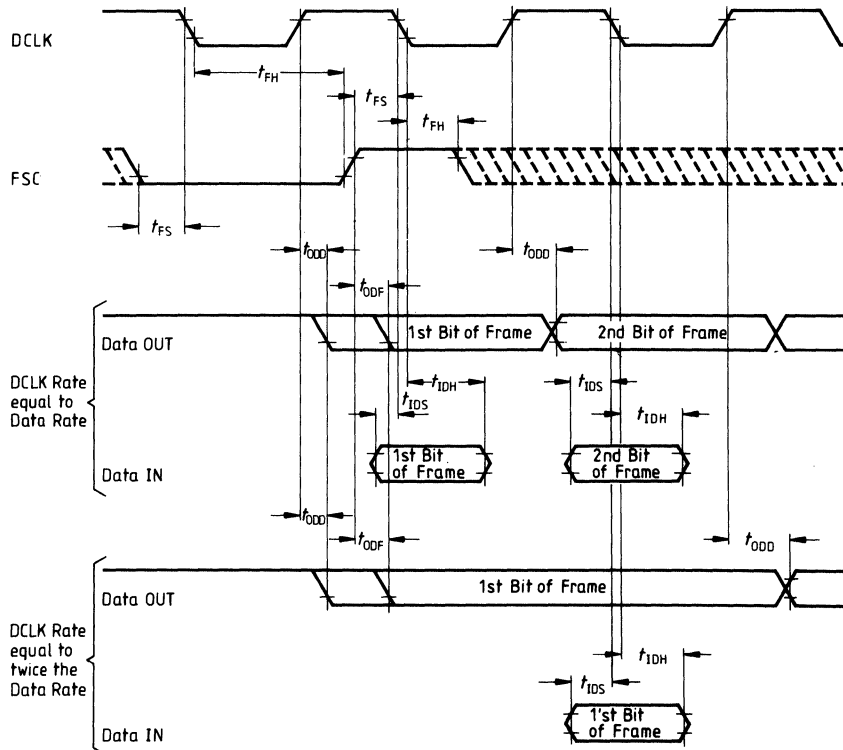 DCLK
tFH
tFS
tFH
FSC
tFS
tODD
tODD
tODF
DCLK Rate
equal to
Data Rate
Data OUT
1st Bit of Frame
2nd Bit of Frame
tIDH
tIDS
tIDS
tIDH
Data IN
1st Bit
of Frame
2nd Bit
of Frame
tODD
tODF
tODD
DCLK Rate
equal to
twice the
Data Rate
Data OUT
1st Bit of Frame
tIDH
tIDS
Data IN
1'st Bit
of Frame